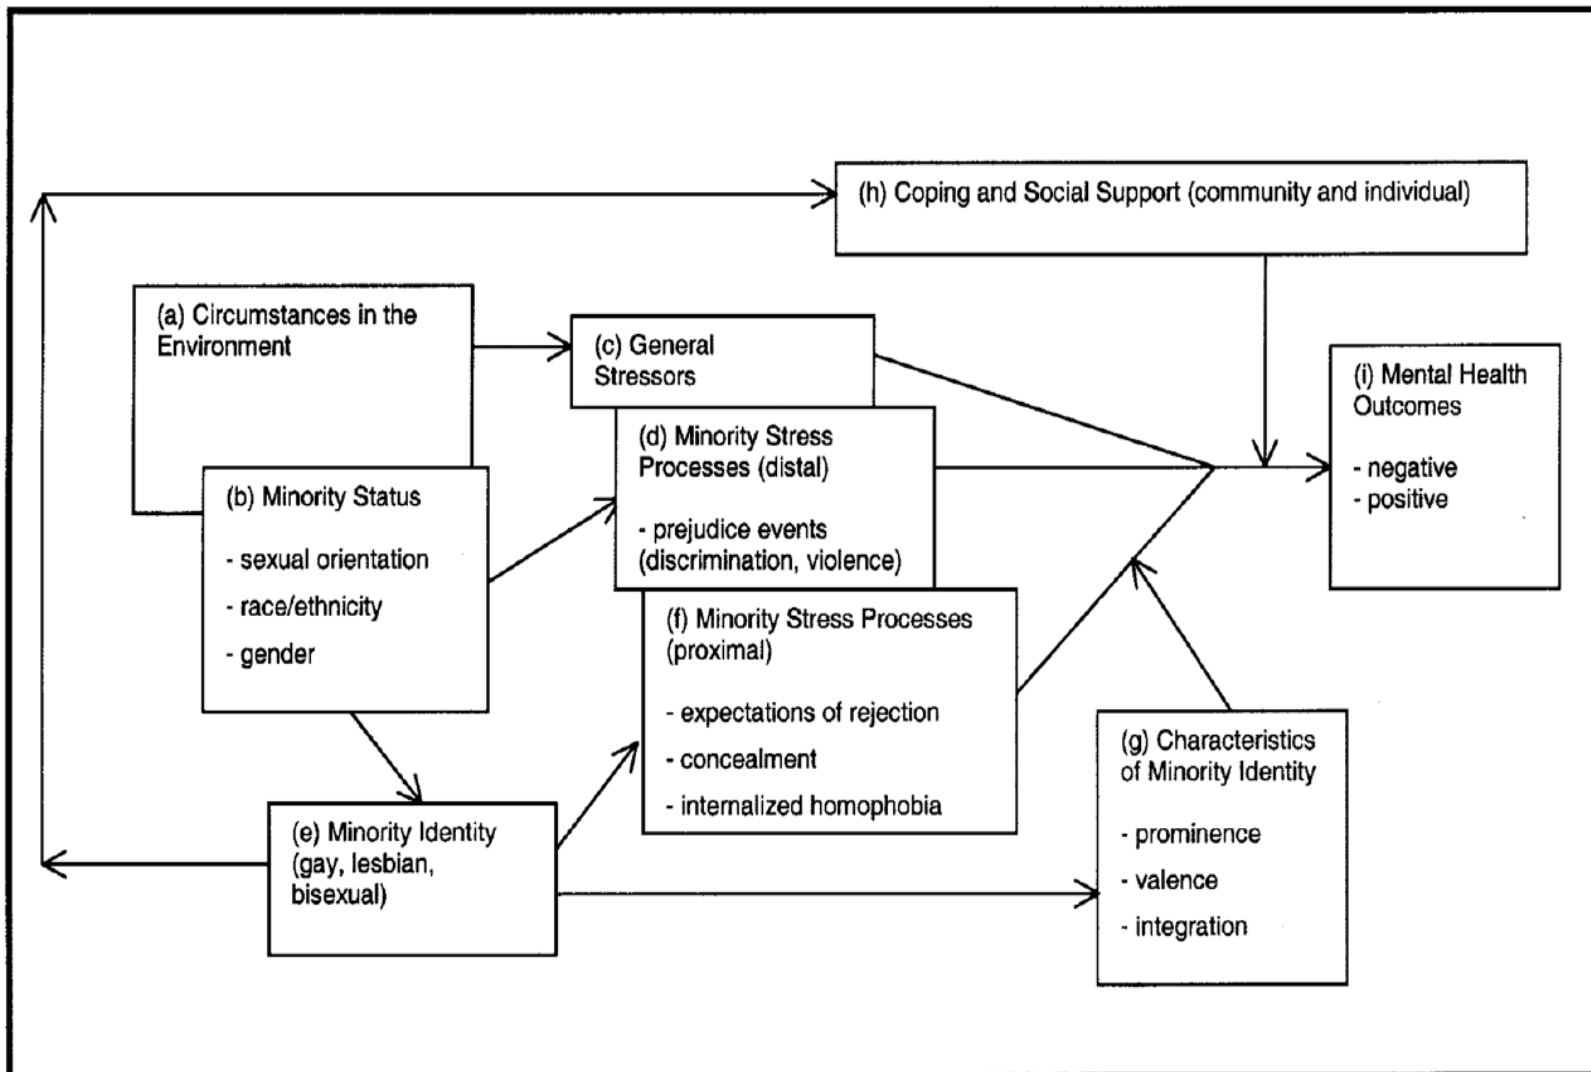 (h) Coping and Social Support (community and individual)
(a) Circumstances in the
Environment
(c) General
Stressors
(i) Mental Health
Outcomes
- negative
- positive
(d) Minority Stress
Processes (distal)
- prejudice events
(discrimination, violence)
(b) Minority Status
- sexual orientation
- race/ethnicity
- gender
(f) Minority Stress Processes
(proximal)
- expectations of rejection
- concealment
- internalized homophobia
(g) Characteristics
of Minority Identity
- prominence
- valence
- integration
(e) Minority Identity
(gay, lesbian,
bisexual)